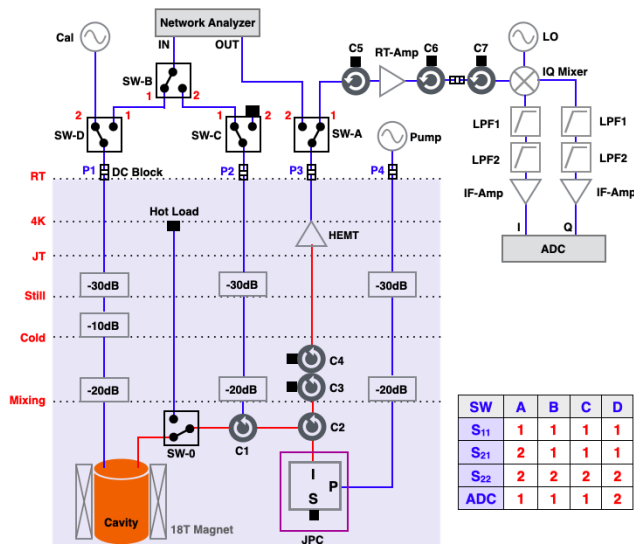 Network Analyzer
Cal
IN
OUT
SW-B
1
2
2
1
SW-D
SW-C
1
2
2
1
SW-A
C5
RT-Amp
C6
C7
LO
IQ Mixer
LPF1
LPF1
LPF2
LPF2
IF-Amp
IF-Amp
I
Q
ADC
Pump
P1
DC Block
P2
P3
P4
RT
Hot Load
4K
HEMT
JT
-30dB
-30dB
-30dB
Still
-10dB
Cold
C4
C3
-20dB
-20dB
-20dB
Mixing
SW-0
C1
C2
I
P
S
JPC
Cavity
18T Magnet
SW A B C D
S11 1 1 1 1
S21 2 1 1 1
S22 2 2 2 2
ADC 1 1 1 2